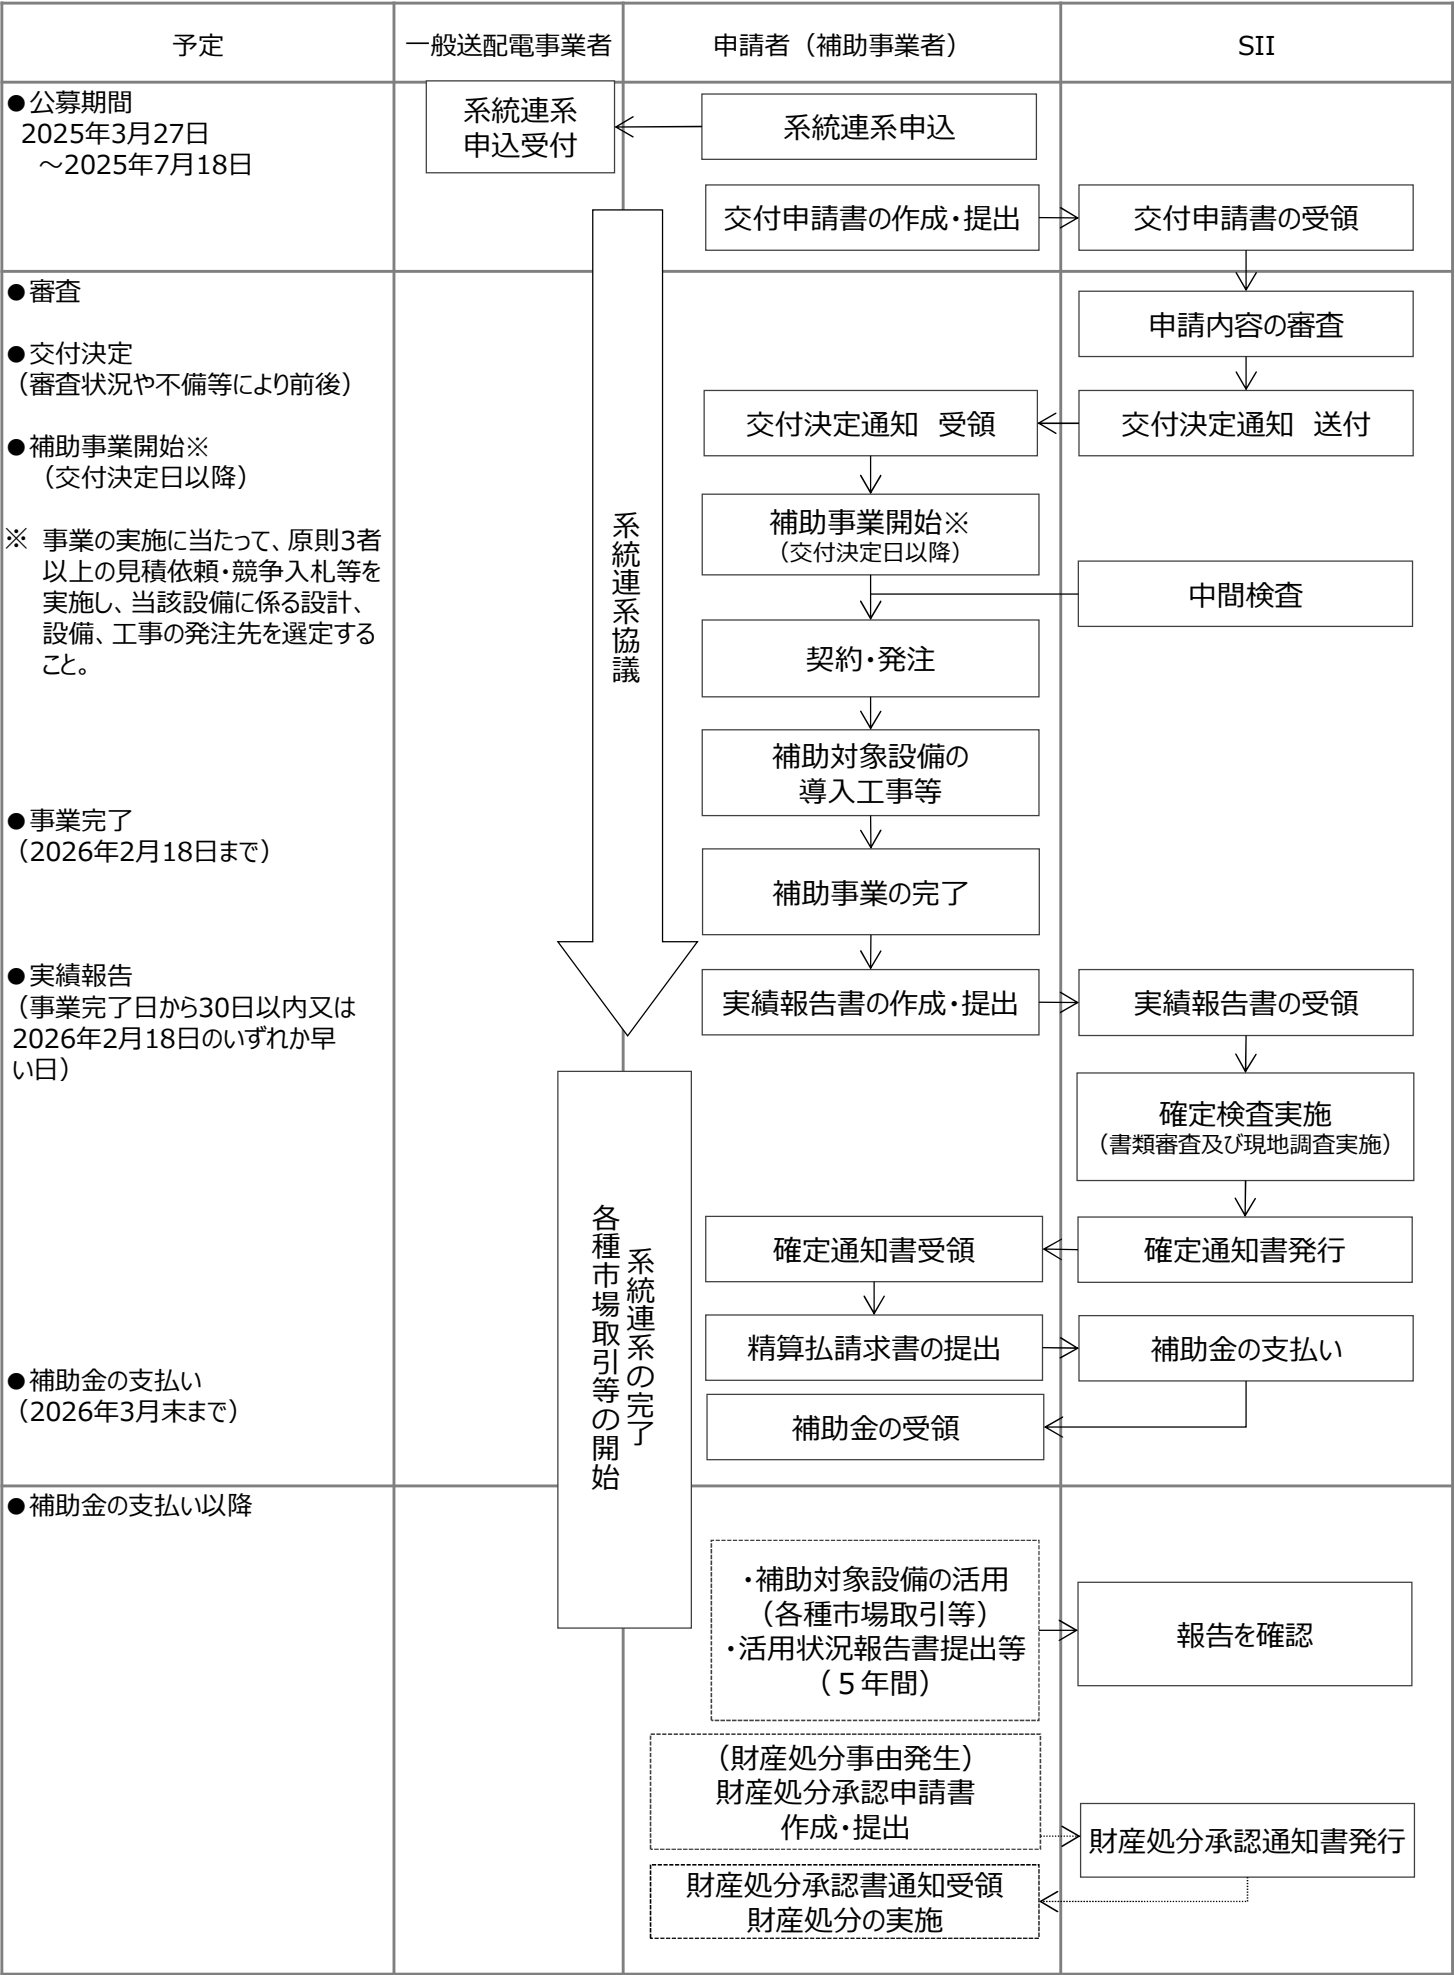 予定
一般送配電事業者
申請者（補助事業者）
SII
●公募期間
2025年3月27日
～2025年7月18日
系統連系
申込受付
系統連系申込
交付申請書の作成・提出
交付申請書の受領
●審査
●交付決定
（審査状況や不備等により前後）
●補助事業開始※
（交付決定日以降）
※ 事業の実施に当たって、原則3者
以上の見積依頼・競争入札等を
実施し、当該設備に係る設計、
設備、工事の発注先を選定する
こと。
系統連系協議
申請内容の審査
交付決定通知　受領
交付決定通知　送付
補助事業開始※
（交付決定日以降）
中間検査
契約・発注
補助対象設備の
導入工事等
●事業完了
（2026年2月18日まで）
補助事業の完了
●実績報告
（事業完了日から30日以内又は
2026年2月18日のいずれか早
い日）
実績報告書の作成・提出
実績報告書の受領
確定検査実施
（書類審査及び現地調査実施）
系統連系の完了
各種市場取引等の開始
確定通知書受領
確定通知書発行
精算払請求書の提出
補助金の支払い
●補助金の支払い
（2026年3月末まで）
補助金の受領
●補助金の支払い以降
・補助対象設備の活用
（各種市場取引等）
・活用状況報告書提出等
（５年間）
報告を確認
（財産処分事由発生）
財産処分承認申請書
作成・提出
財産処分承認通知書発行
財産処分承認書通知受領
財産処分の実施